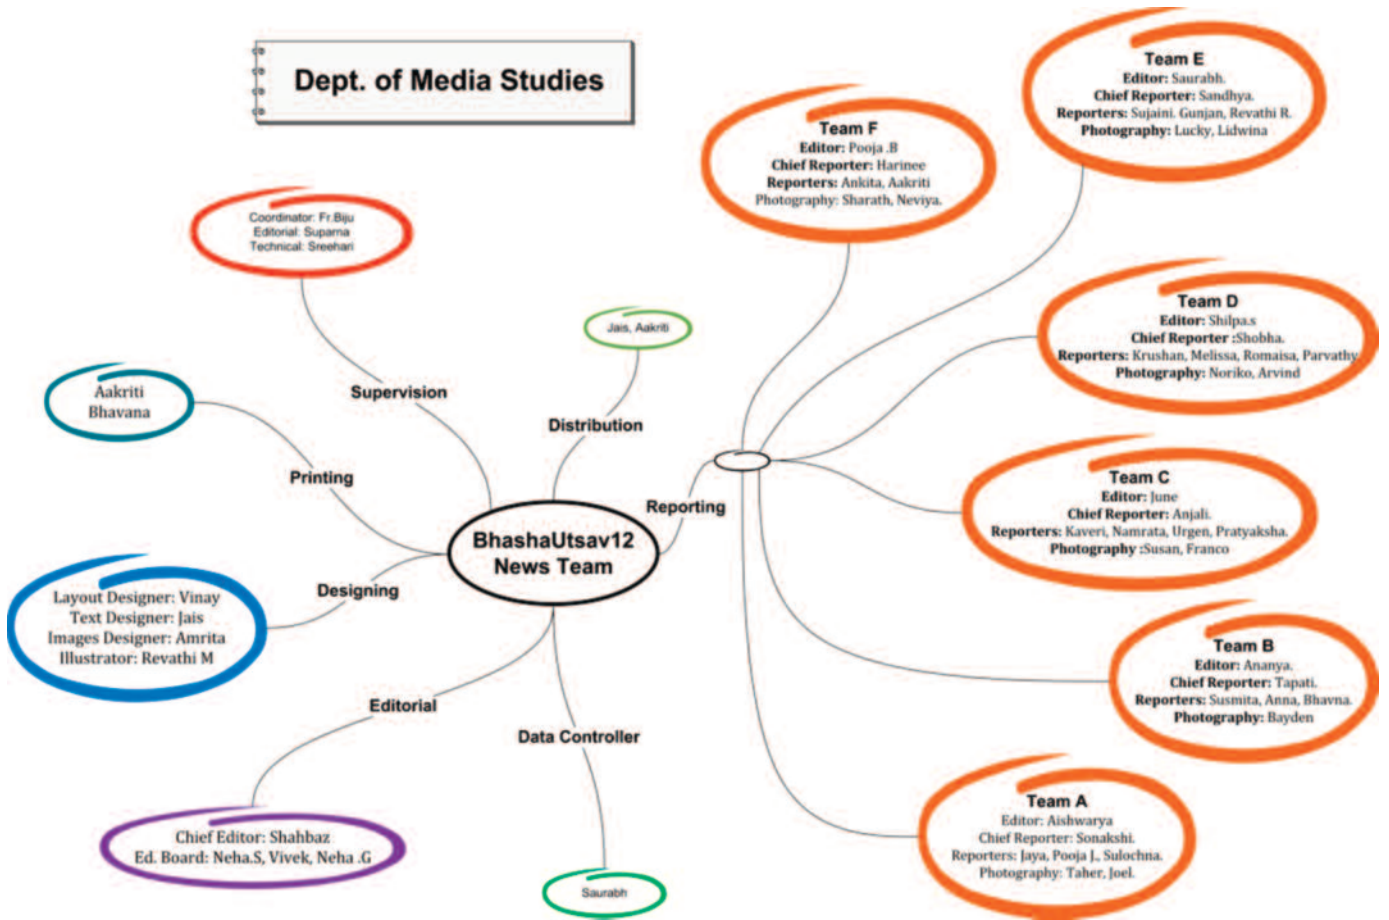 Dept. of Media Studies
Team E
Editor: Saurabh.
Chief Reporter: Sandhya.
Reporters: Sujaini. Gunjan, Revathi R.
Photography: Lucky, Lidwina
Team F
Editor: Pooja .B
Chief Reporter: Harinee
Reporters: Ankita, Aakriti
Photography: Sharath, Neviya.
Coordinator: Fr.Biju
Editorial: Suparna
Technical: Sreehari
Team D
Editor: Shilpa.s
Chief Reporter :Shobha.
Reporters: Krushan, Melissa, Romaisa, Parvathy
Photography: Noriko, Arvind
Jais, Aakriti
Aakriti
Bhavana
Supervision
Distribution
Printing
Reporting
Team C
Editor: June
Chief Reporter: Anjali.
Reporters: Kaveri, Namrata, Urgen, Pratyaksha.
Photography :Susan, Franco
BhashaUtsav12
News Team
Designing
Layout Designer: Vinay
Text Designer: Jais
Images Designer: Amrita
Illustrator: Revathi M
Team B
Editor: Ananya.
Chief Reporter: Tapati.
Reporters: Susmita, Anna, Bhavna.
Photography: Bayden
Editorial
Data Controller
Team A
Editor: Aishwarya
Chief Reporter: Sonakshi.
Reporters: Jaya, Pooja J., Sulochna.
Photography: Taher, Joel.
Chief Editor: Shahbaz
Ed. Board: Neha.S, Vivek, Neha .G
Saurabh